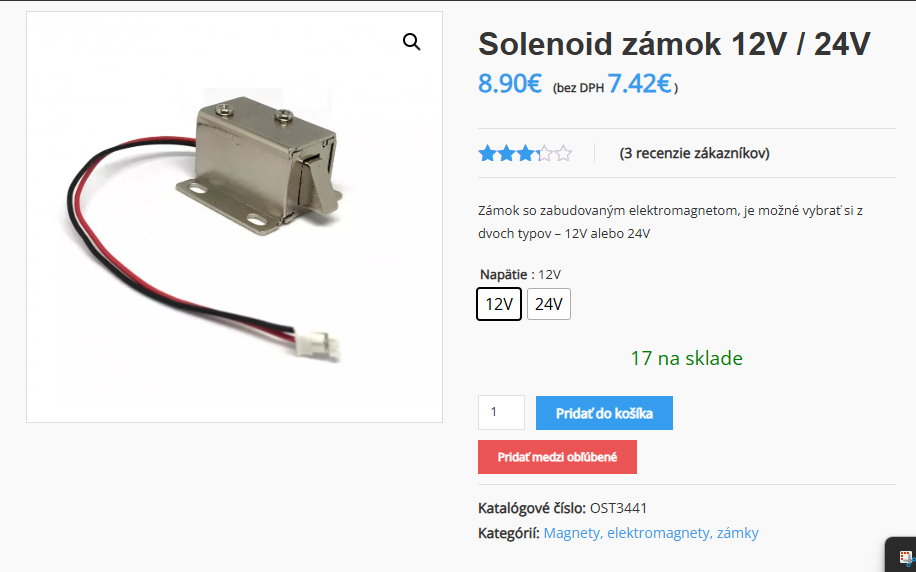 Solenoid zámok 12V / 24V
8.90€ (bez DPH 7.42€ )
(3 recenzie zákazníkov)
Zámok so zabudovaným elektromagnetom, je možné vybrať si z
dvoch typov – 12V alebo 24V
Napätie : 12V
12V 24V
17 na sklade
1 Pridať do košíka
Pridať medzi obľúbené
Katalógové číslo: OST3441
Kategórií: Magnety, elektromagnety, zámky